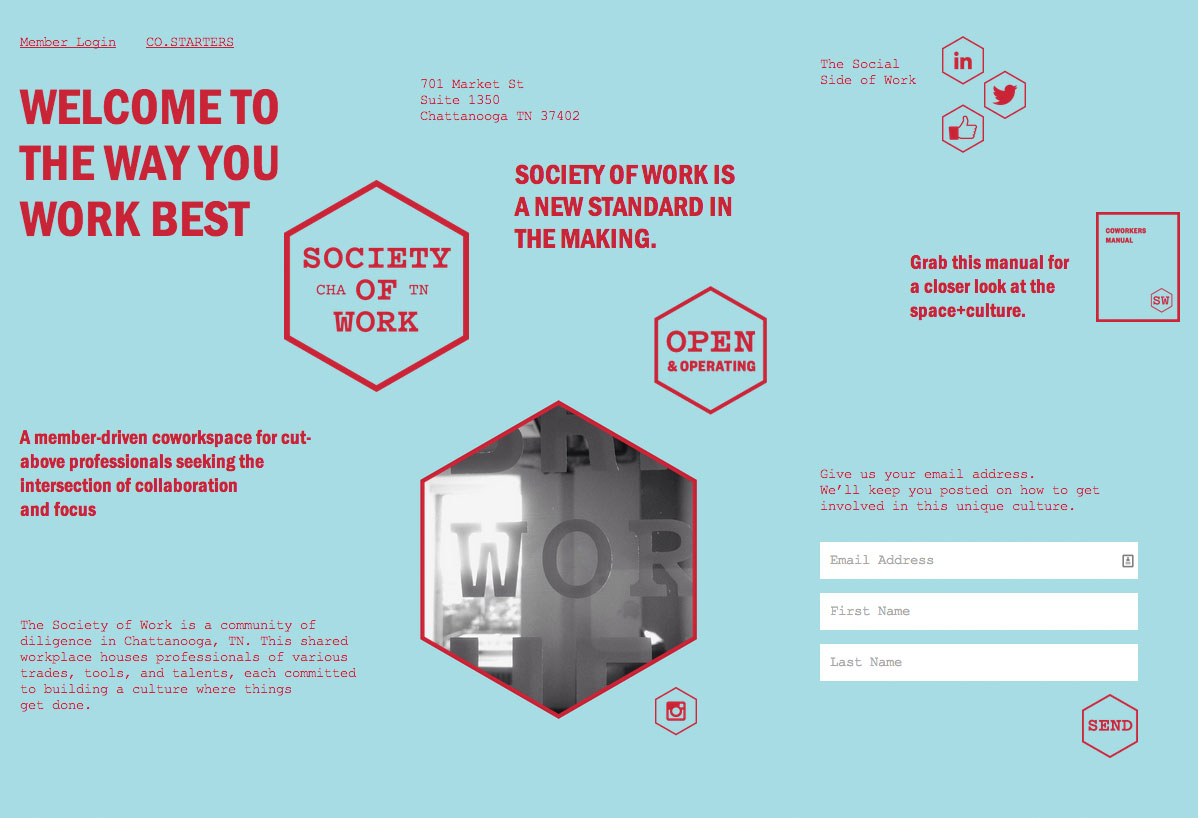 Member Login
CO.STARTERS
WELCOME TO
THE WAY YOU
WORK BEST
701 Market St
Suite 1350
Chattanooga TN 37402
The Social
Side of Work
in
SOCIETY OF WORK IS
A NEW STANDARD IN
THE MAKING.
SOCIETY
CHA OF TN
WORK
COWORKERS
MANUAL
SW
Grab this manual for
a closer look at the
space+culture.
OPEN
& OPERATING
A member-driven coworkspace for cut-
above professionals seeking the
intersection of collaboration
and focus
WOR
Give us your email address.
We’ll keep you posted on how to get
involved in this unique culture.
Email Address
First Name
Last Name
SEND
The Society of Work is a community of
diligence in Chattanooga, TN. This shared
workplace houses professionals of various
trades, tools, and talents, each committed
to building a culture where things
get done.